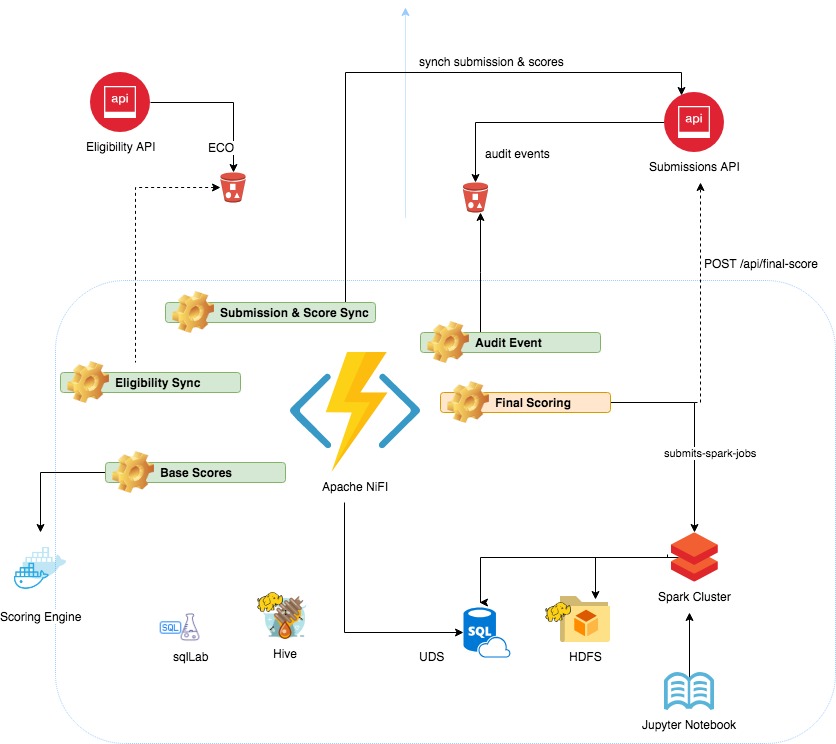 synch submission & scores
api
api
Eligibility API
ECO
audit events
Submissions API
POST /api/final-score
Submission & Score Sync
Audit Event
Eligibility Sync
Final Scoring
submits-spark-jobs
Base Scores
Apache NiFI
Scoring Engine
Spark Cluster
SQL
SQL
sqlLab
Hive
UDS
HDFS
Jupyter Notebook